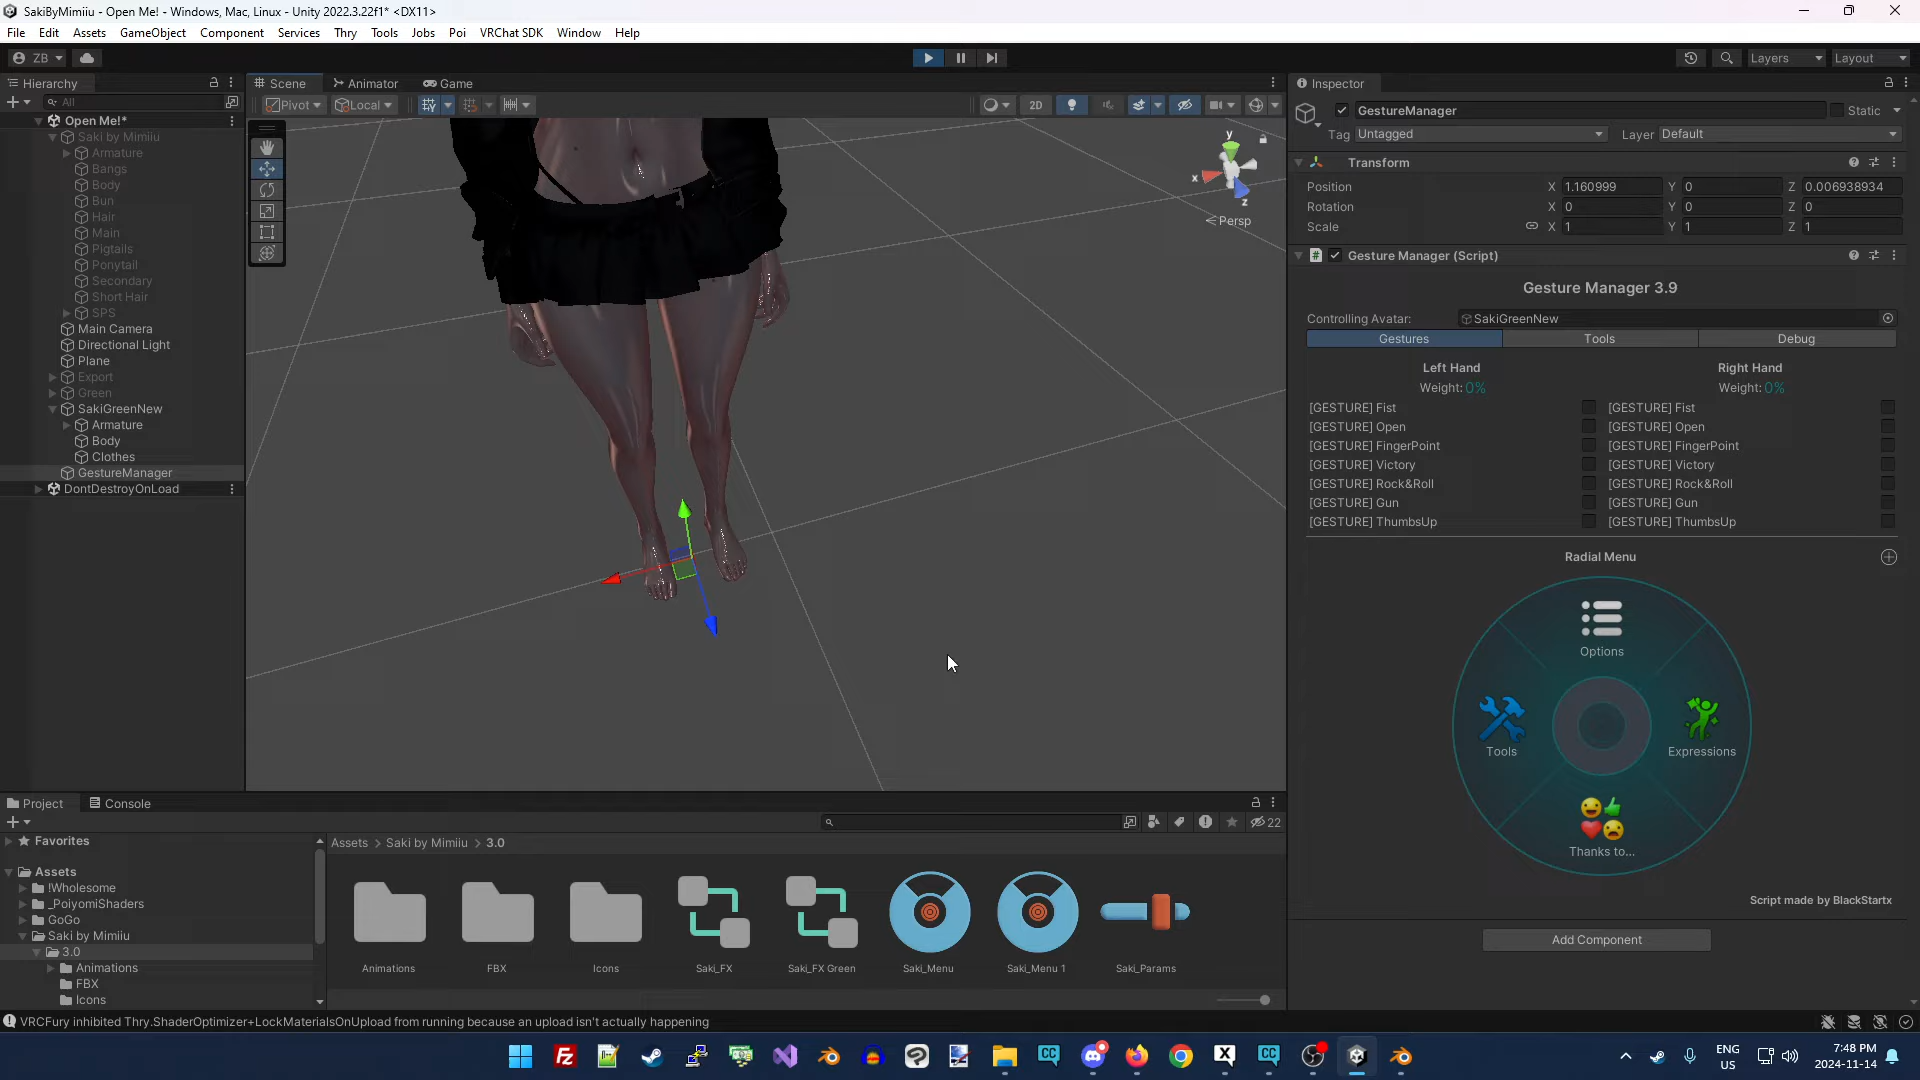 SakiByMimiiu - Open Me! - Windows, Mac, Linux - Unity 2022.3.22f1* <DX11>
File Edit Assets GameObject Component Services Thry Tools Jobs Poi VRChat SDK Window Help
ZB Layers Layout
Hierarchy
All
Open Me!*
Saki by Mimiiu
Armature
Bangs
Body
Bun
Hair
Main
Pigtails
Ponytail
Secondary
Short Hair
SPS
Main Camera
Directional Light
Plane
Export
Green
SakiGreenNew
Armature
Body
Clothes
GestureManager
DontDestroyOnLoad
Scene Animator Game
Pivot Local 2D
y
x
z
Persp
Inspector
GestureManager Static
Tag Untagged Layer Default
Transform
Position X 1.160999 Y 0 Z 0.006938934
Rotation X 0 Y 0 Z 0
Scale X 1 Y 1 Z 1
# Gesture Manager (Script)
Gesture Manager 3.9
Controlling Avatar: SakiGreenNew
Gestures Tools Debug
Left Hand Right Hand
Weight: 0% Weight: 0%
[GESTURE] Fist [GESTURE] Fist
[GESTURE] Open [GESTURE] Open
[GESTURE] FingerPoint [GESTURE] FingerPoint
[GESTURE] Victory [GESTURE] Victory
[GESTURE] Rock&Roll [GESTURE] Rock&Roll
[GESTURE] Gun [GESTURE] Gun
[GESTURE] ThumbsUp [GESTURE] ThumbsUp
Radial Menu
Options
Tools Expressions
Thanks to...
Script made by BlackStartx
Add Component
Project Console
22
Favorites
Assets
!Wholesome
_PoiyomiShaders
GoGo
Saki by Mimiiu
3.0
Animations
FBX
Icons
Assets > Saki by Mimiiu > 3.0
Animations FBX Icons Saki_FX Saki_FX Green Saki_Menu Saki_Menu 1 Saki_Params
VRCFury inhibited Thry.ShaderOptimizer+LockMaterialsOnUpload from running because an upload isn't actually happening
ENG
US
7:48 PM
2024-11-14